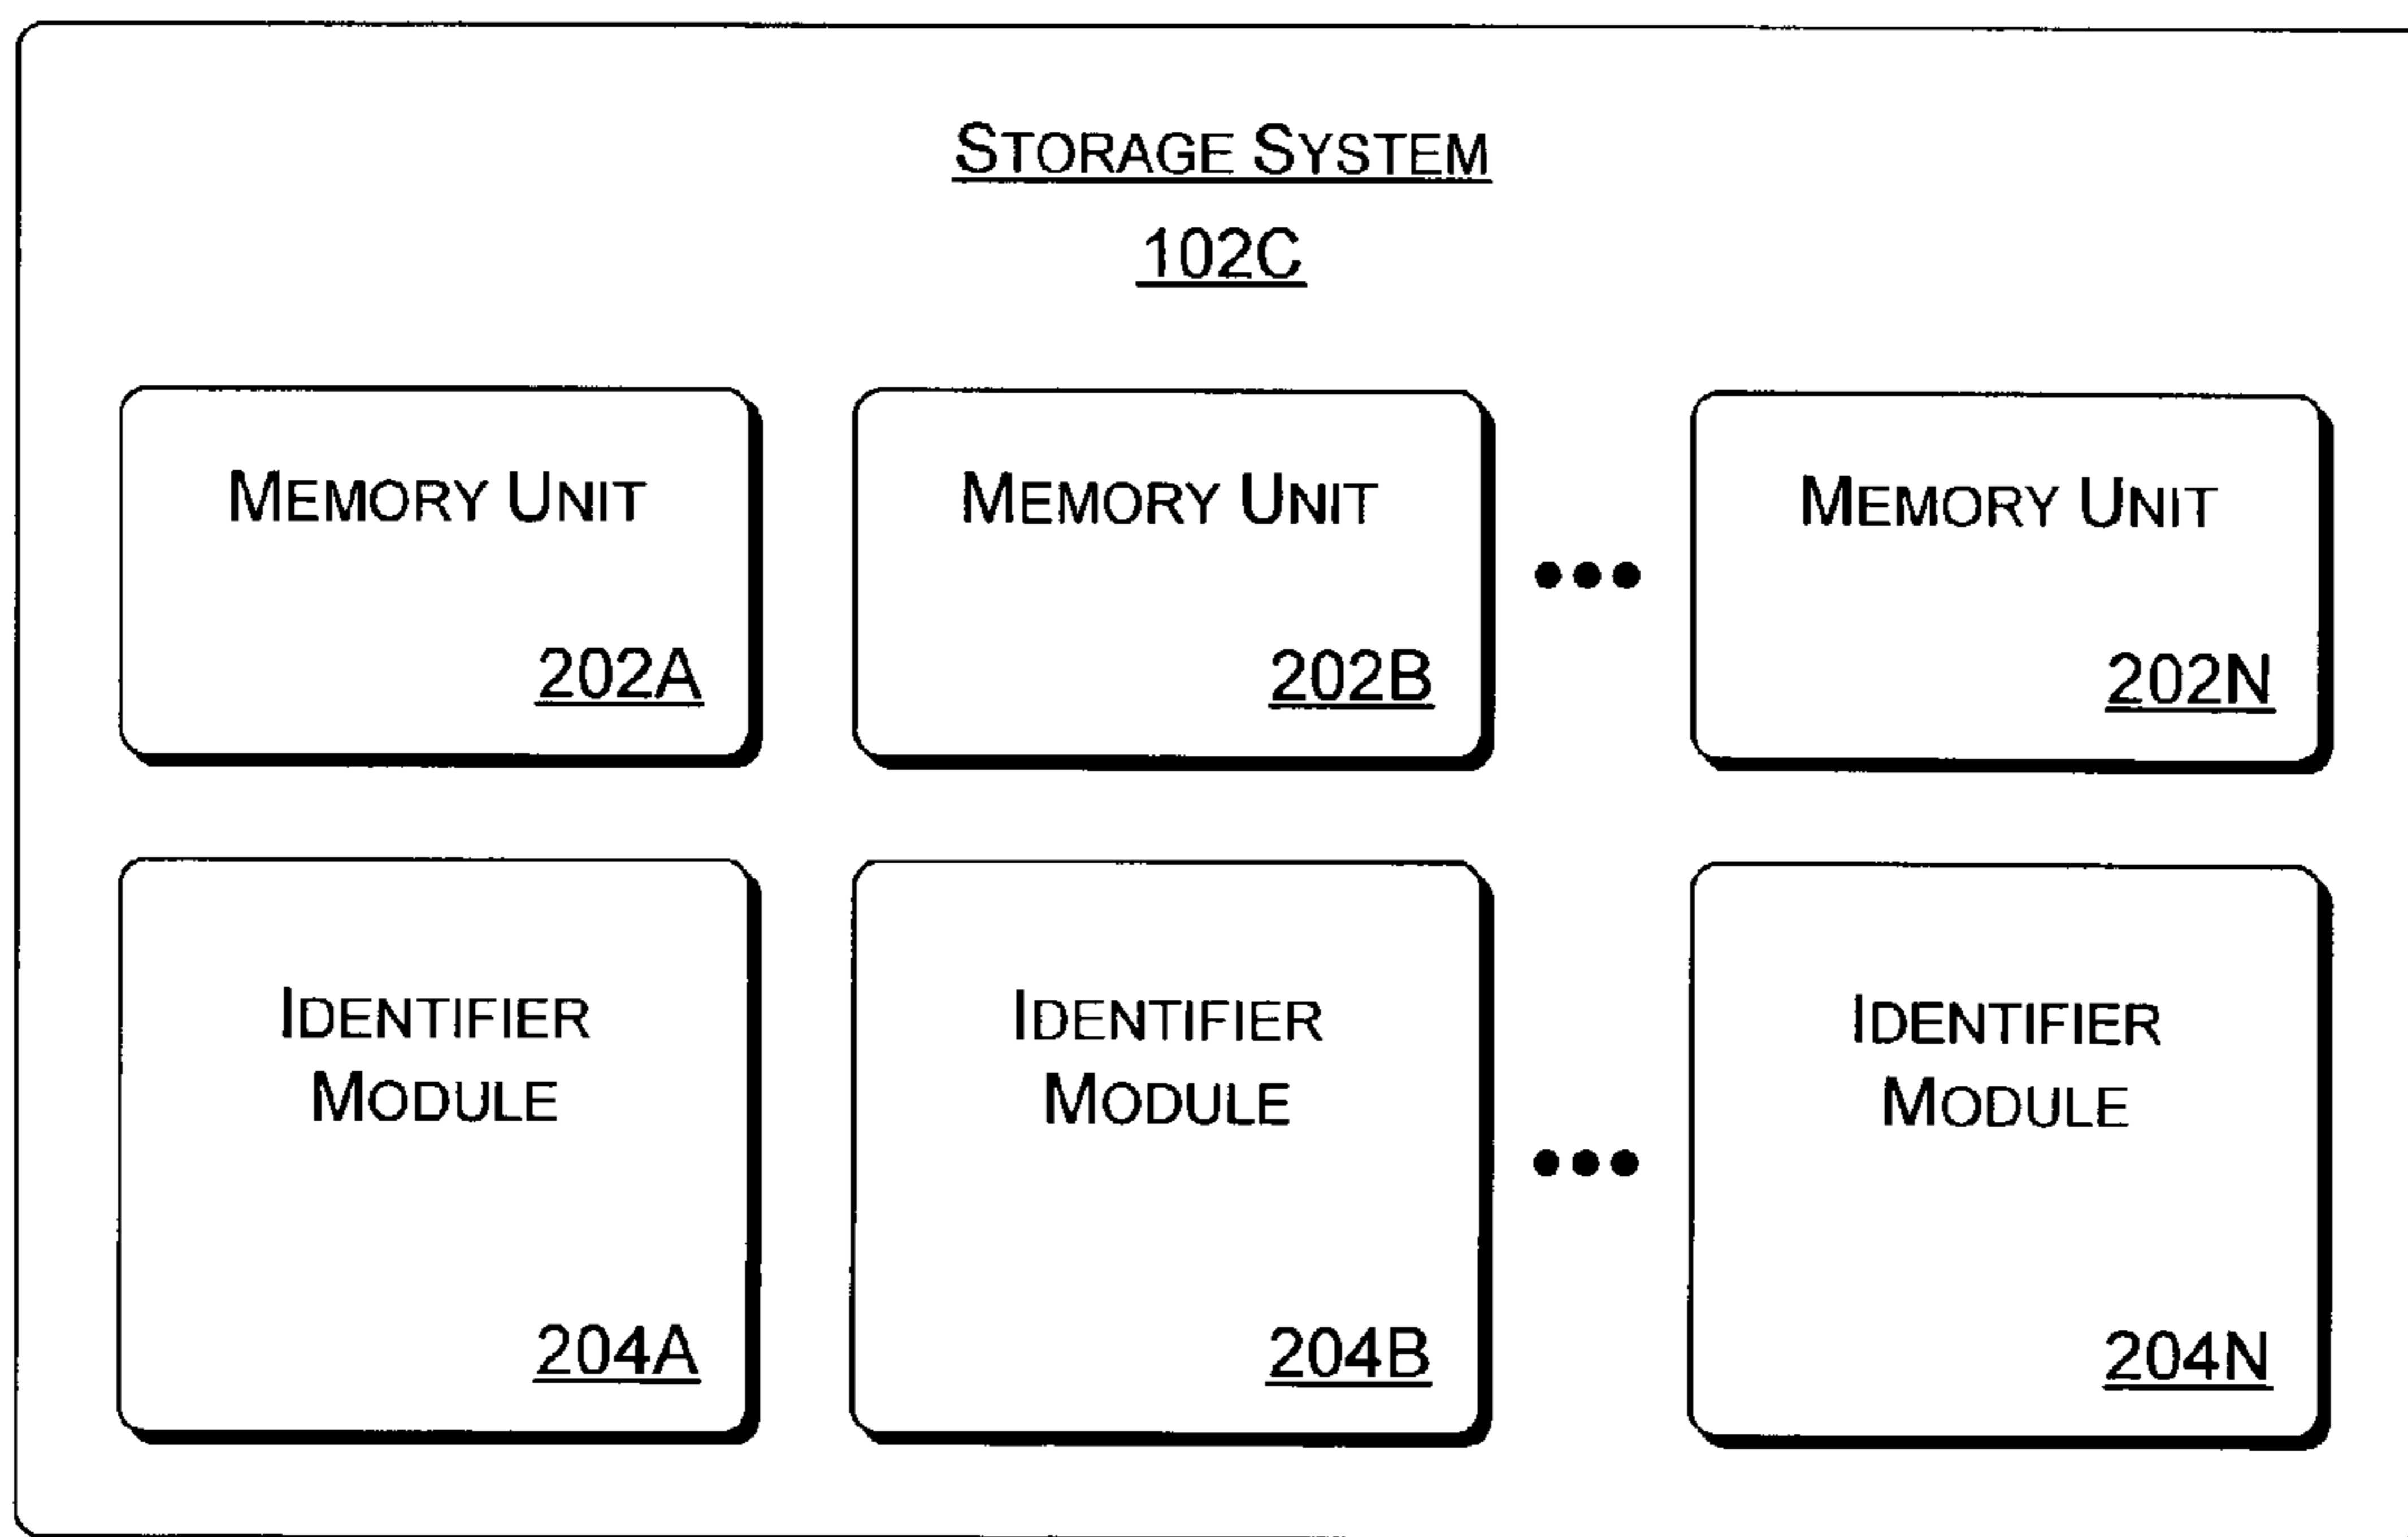 STORAGE SYSTEM
102C
MEMORY UNIT
202A
MEMORY UNIT
202B
•••
MEMORY UNIT
202N
IDENTIFIER
MODULE
204A
IDENTIFIER
MODULE
204B
•••
IDENTIFIER
MODULE
204N